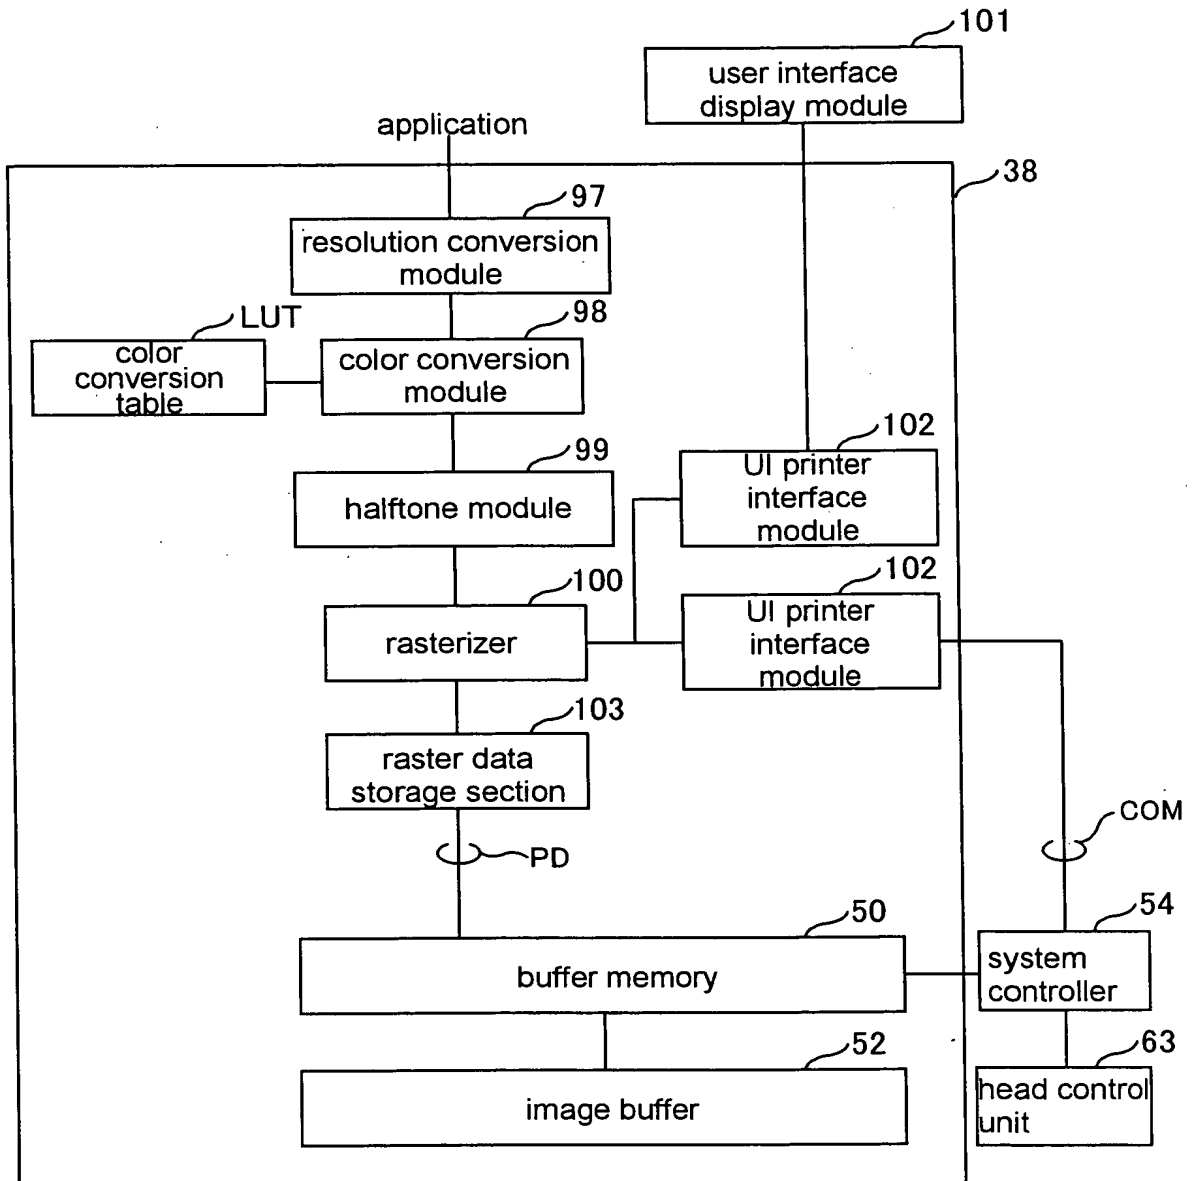 101
user interface
display module
application
38
97
resolution conversion
module
98
LUT
color
conversion
table
color conversion
module
102
99
UI printer
interface
module
halftone module
102
100
UI printer
interface
module
rasterizer
103
raster data
storage section
COM
PD
54
50
system
controller
buffer memory
63
52
head control
unit
image buffer